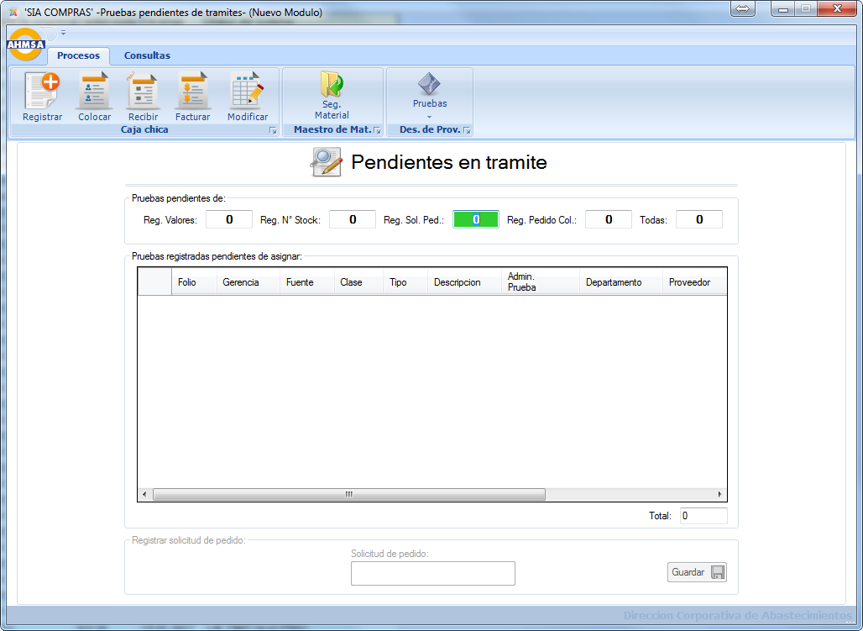 'SIA COMPRAS' -Pruebas pendientes de tramites- (Nuevo Modulo)
AHMSA
Procesos Consultas
Registrar Colocar Recibir Facturar Modificar
Seg. Material
Pruebas
Caja chica Maestro de Mat. Des. de Prov.
Pendientes en tramite
Pruebas pendientes de:
Reg. Valores: 0 Reg. N° Stock: 0 Reg. Sol. Ped.: 0 Reg. Pedido Col.: 0 Todas: 0
Pruebas registradas pendientes de asignar:
Folio Gerencia Fuente Clase Tipo Descripcion Admin. Prueba Departamento Proveedor
Total: 0
Registrar solicitud de pedido:
Solicitud de pedido:
Guardar
Direccion Corporativa de Abastecimientos